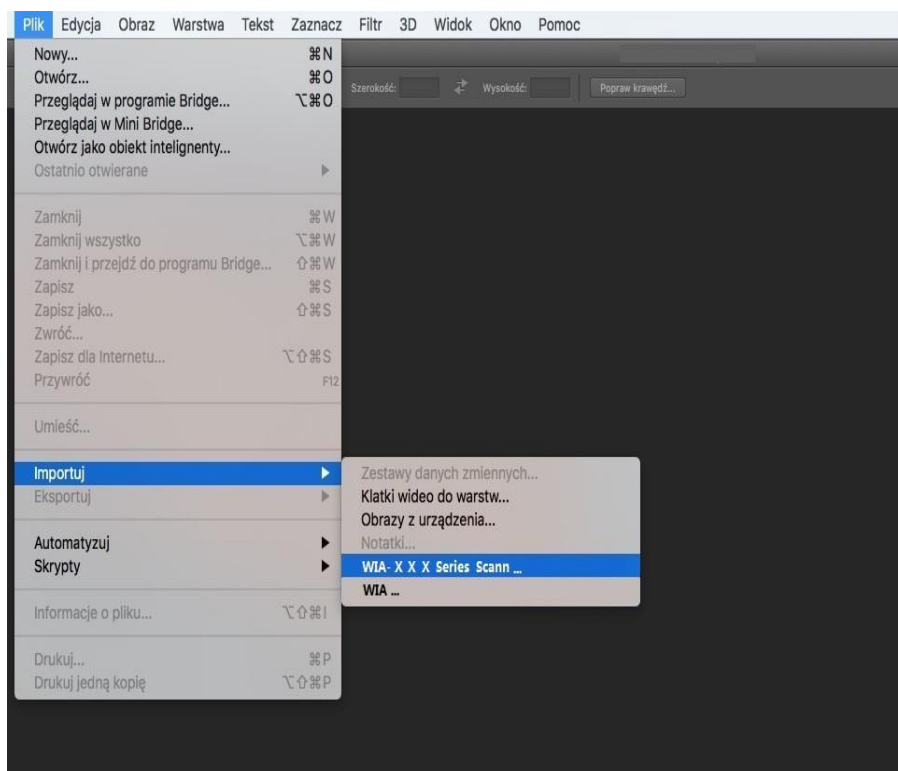 Plik Edycja Obraz Warstwa Tekst Zaznacz Filtr 3D Widok Okno Pomoc
Nowy... ⌘N
Otwórz... ⌘O
Szerokość: Wysokość: Popraw krawędź...
Przeglądaj w programie Bridge... ⌥⌘O
Przeglądaj w Mini Bridge...
Otwórz jako obiekt inteligenty...
Ostatnio otwierane
Zamknij ⌘W
Zamknij wszystko ⌥⌘W
Zamknij i przejdź do programu Bridge... ⇧⌘W
Zapisz ⌘S
Zapisz jako... ⇧⌘S
Zwróć...
Zapisz dla Internetu... ⌥⇧⌘S
Przywróć F12
Umieść...
Importuj
Eksportuj
Automatyzuj
Skrypty
Zestawy danych zmiennych...
Klatki wideo do warstw...
Obrazy z urządzenia...
Notatki...
WIA- X X X Series Scann ...
WIA ...
Informacje o pliku... ⌥⇧⌘I
Drukuj... ⌘P
Drukuj jedną kopię ⌥⇧⌘P